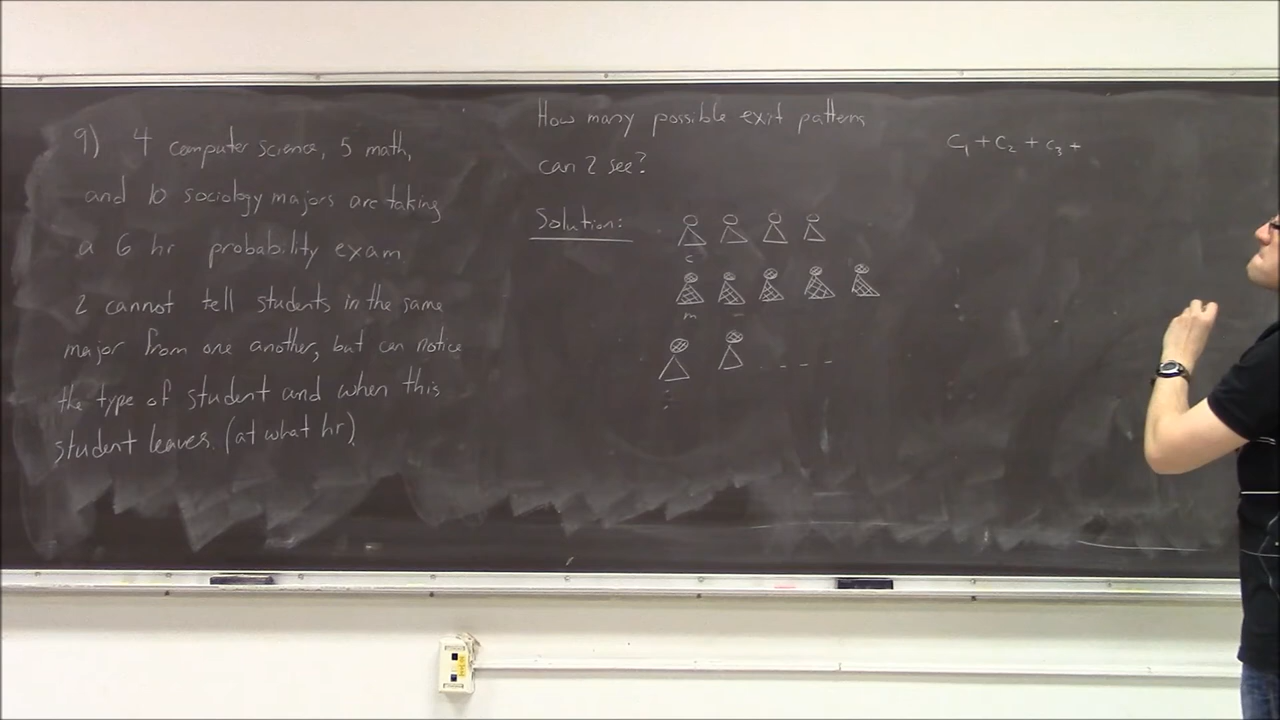 9) 4 computer science, 5 math,
and 10 sociology majors are taking
a 6 hr probability exam.
2 cannot tell students in the same
major from one another, but can notice
the type of student and when this
student leaves. (at what hr).
How many possible exit patterns
can 2 see?
Solution:
c
m
C₁ + C₂ + C₃ +